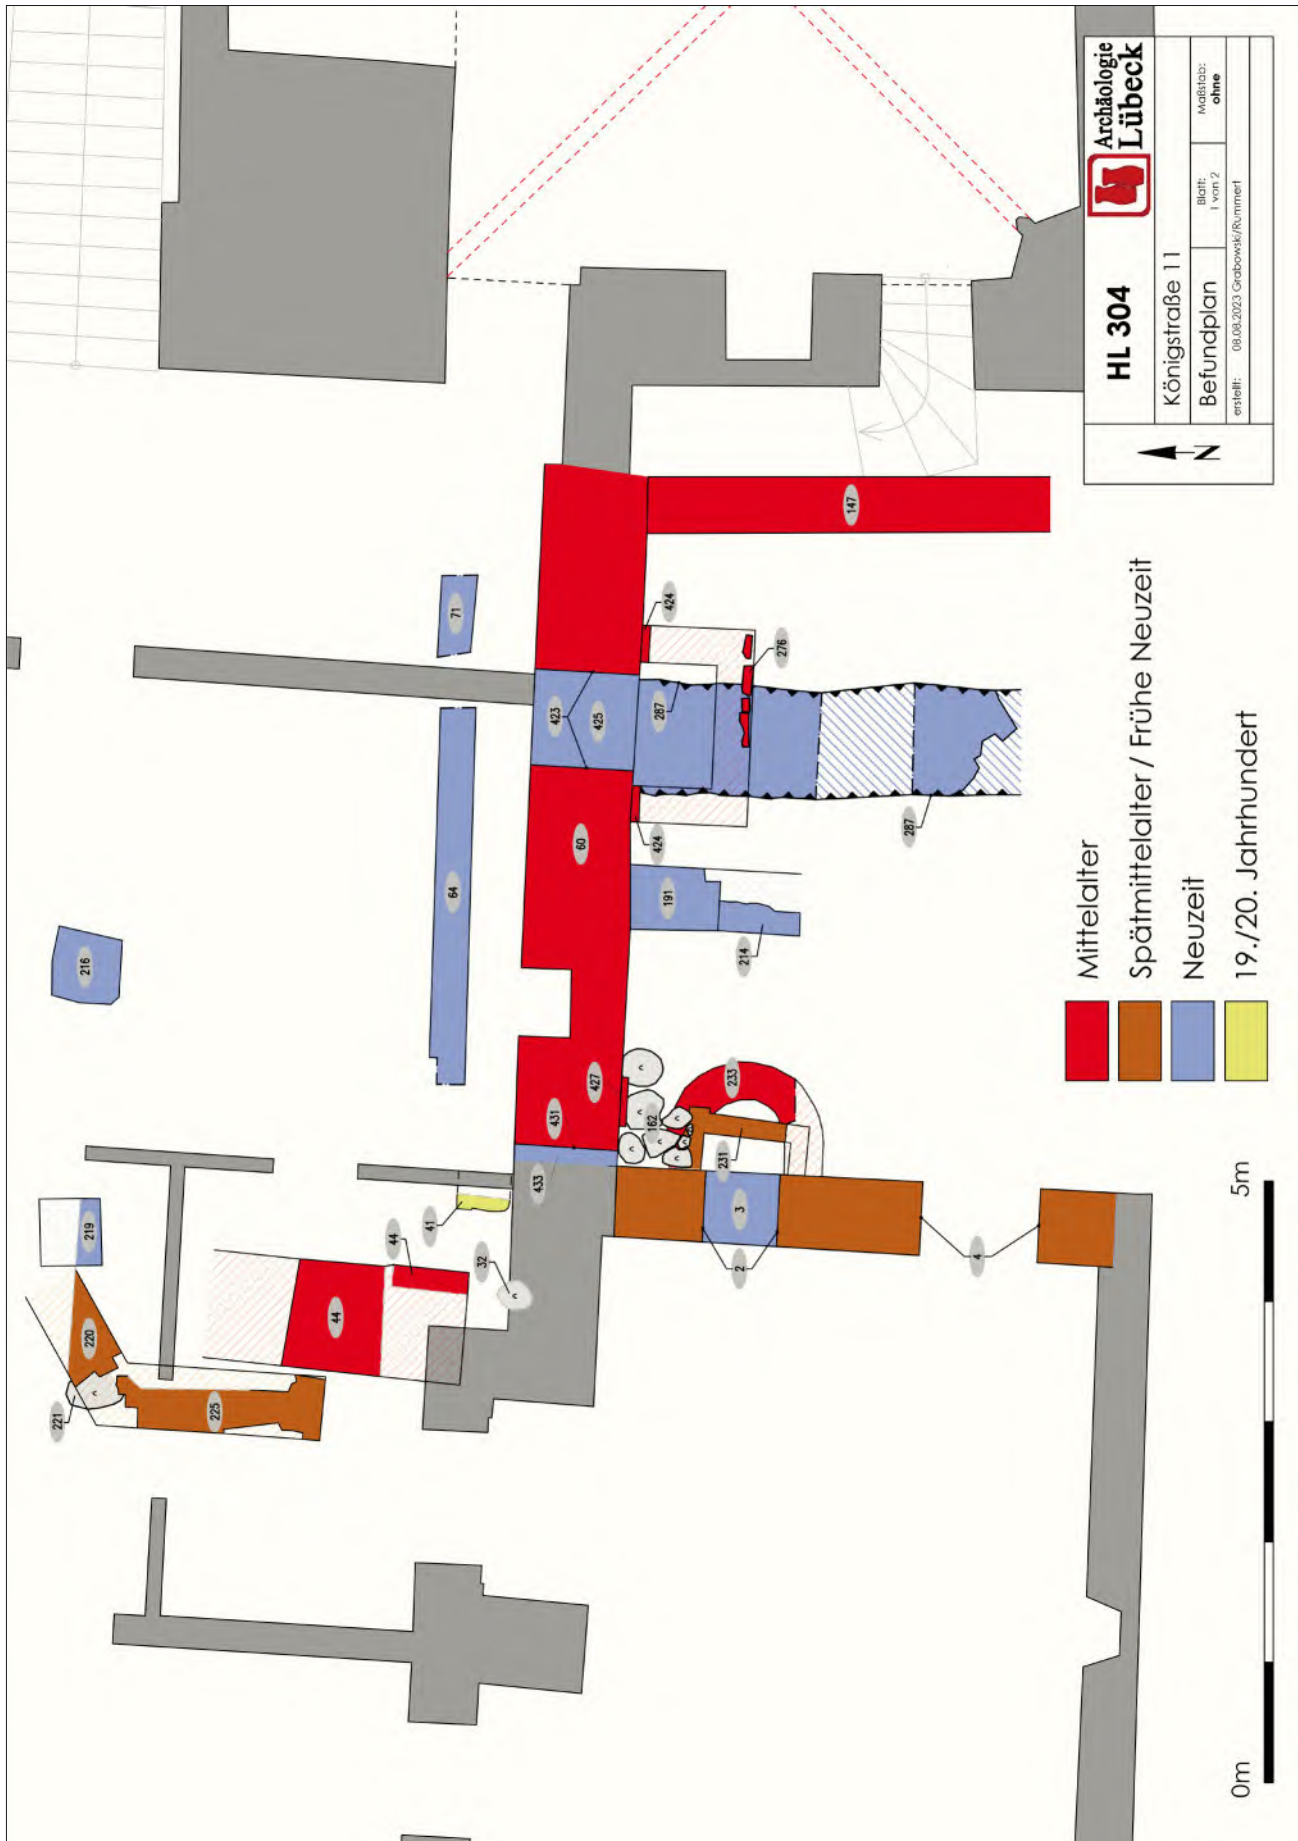 HL 304
Archäologie
Lübeck
Königstraße 11
Befundplan
Blatt:
1 von 2
Maßstab:
ohne
erstellt: 08.08.2023 Grabowski/Rummert
N
Mittelalter
Spätmittelalter / Frühe Neuzeit
Neuzeit
19./20. Jahrhundert
0m
5m
221
220
219
216
225
44
44
41
32
64
71
433
431
427
60
423
425
147
162
233
231
3
2
4
191
214
424
424
287
276
287